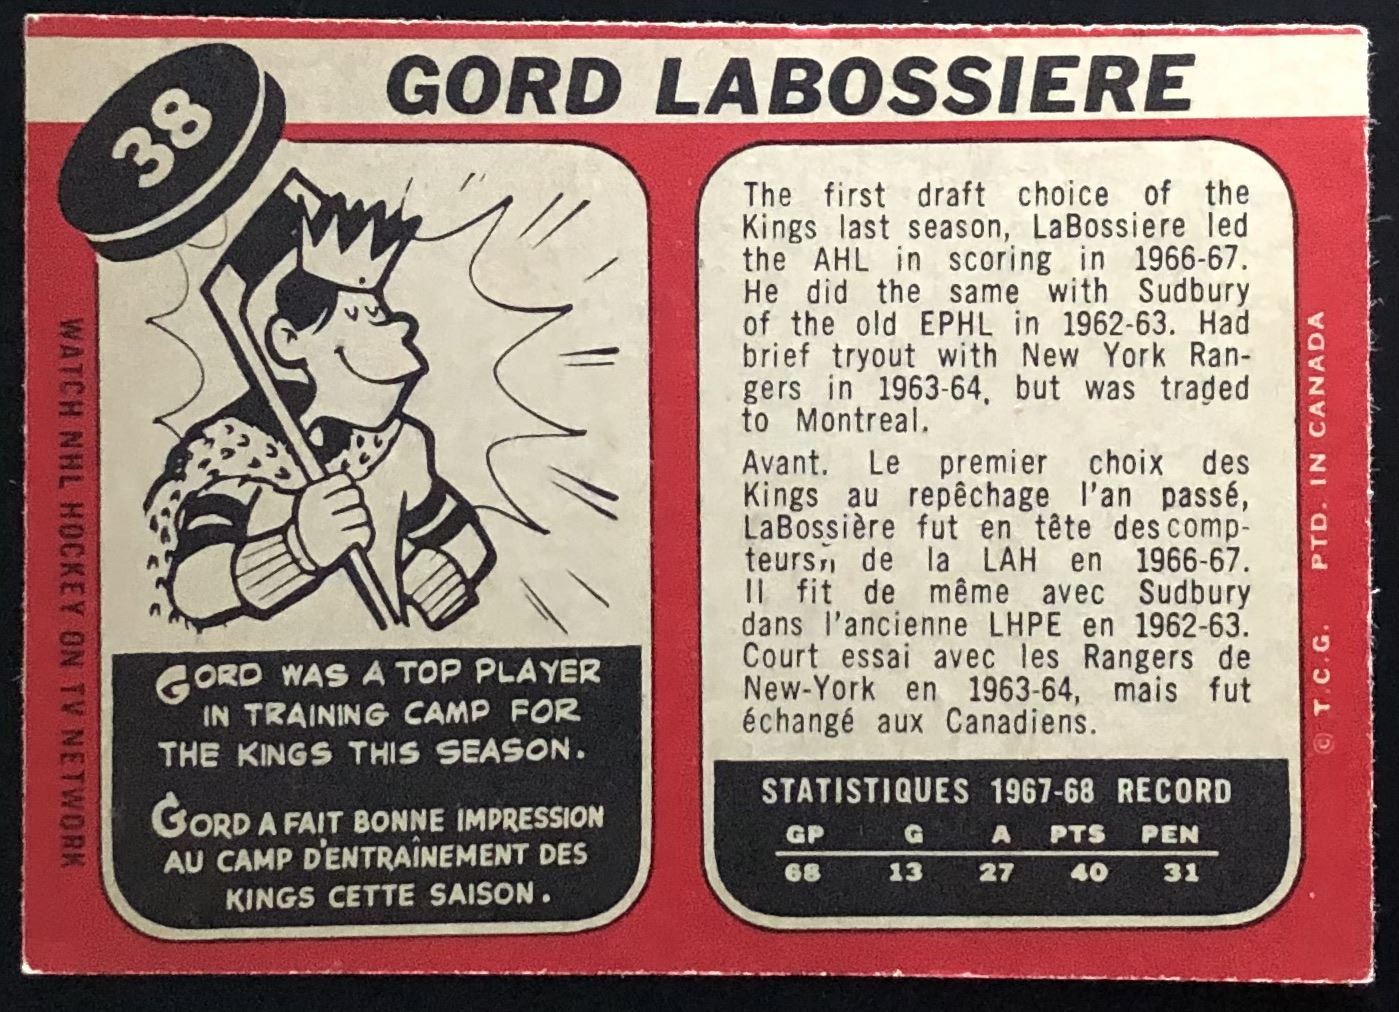 38
GORD LABOSSIERE
WATCH NHL HOCKEY ON TV NETWORK
GORD WAS A TOP PLAYER
IN TRAINING CAMP FOR
THE KINGS THIS SEASON.
GORD A FAIT BONNE IMPRESSION
AU CAMP D'ENTRAÎNEMENT DES
KINGS CETTE SAISON.
The first draft choice of the
Kings last season, LaBossiere led
the AHL in scoring in 1966-67.
He did the same with Sudbury
of the old EPHL in 1962-63. Had
brief tryout with New York Ran-
gers in 1963-64, but was traded
to Montreal.
Avant. Le premier choix des
Kings au repêchage l'an passé,
LaBossière fut en tête des comp-
teurs, de la LAH en 1966-67.
Il fit de même avec Sudbury
dans l'ancienne LHPE en 1962-63.
Court essai avec les Rangers de
New-York en 1963-64, mais fut
échangé aux Canadiens.
STATISTIQUES 1967-68 RECORD
GP G A PTS PEN
68 13 27 40 31
© T.C.G. PTD. IN CANADA